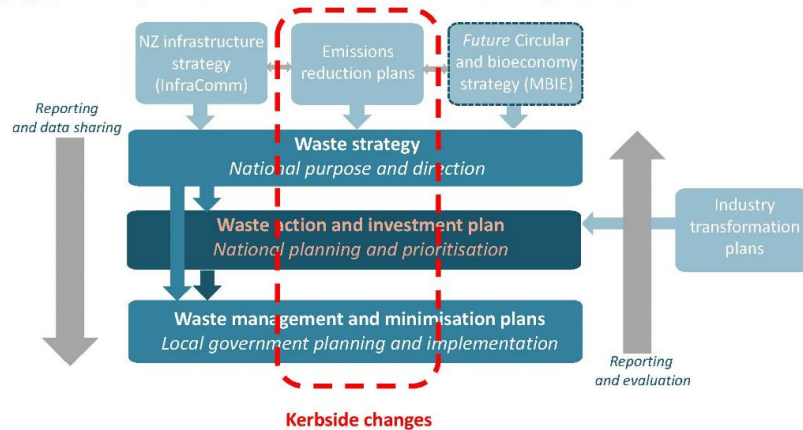 NZ infrastructure
strategy
(InfraComm)
Emissions
reduction plans
Future Circular
and bioeconomy
strategy (MBIE)
Reporting
and data sharing
Waste strategy
National purpose and direction
Waste action and investment plan
National planning and prioritisation
Industry
transformation
plans
Waste management and minimisation plans
Local government planning and implementation
Reporting
and evaluation
Kerbside changes